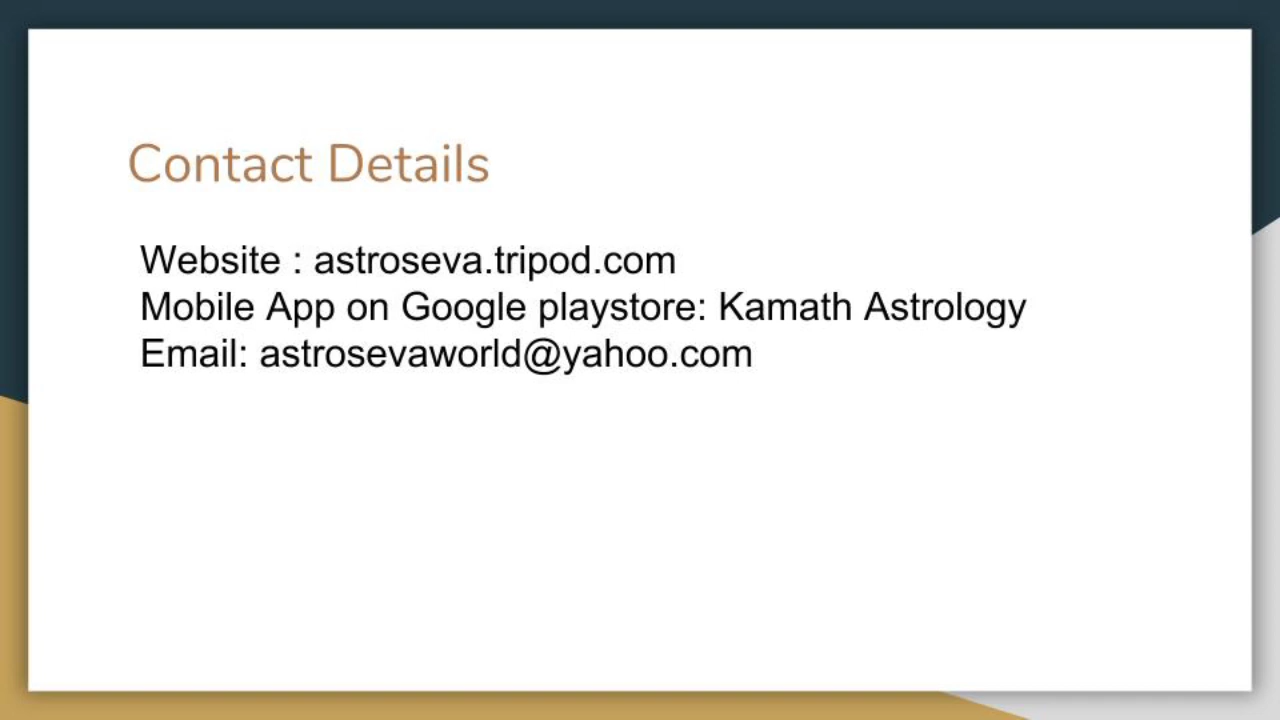 Contact Details
Website : astroseva.tripod.com
Mobile App on Google playstore: Kamath Astrology
Email: astrosevaworld@yahoo.com